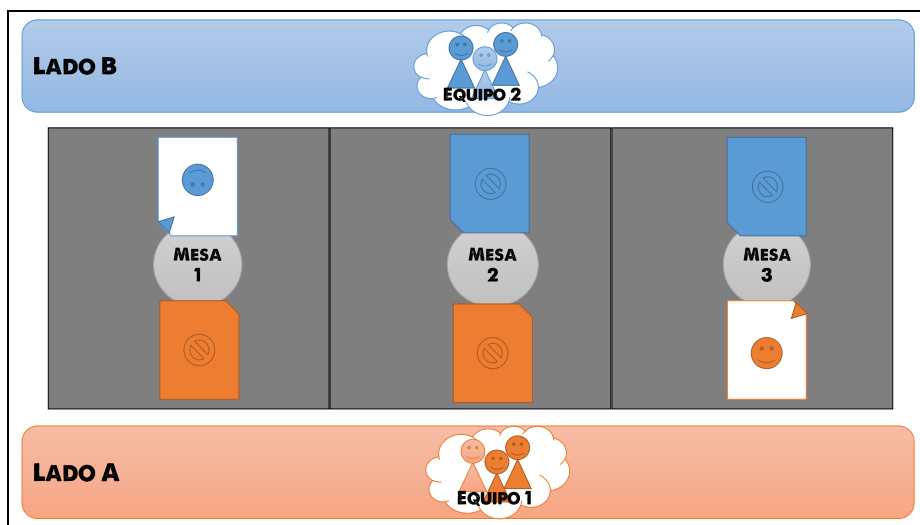 LADO B
EQUIPO 2
MESA
1
MESA
2
MESA
3
LADO A
EQUIPO 1